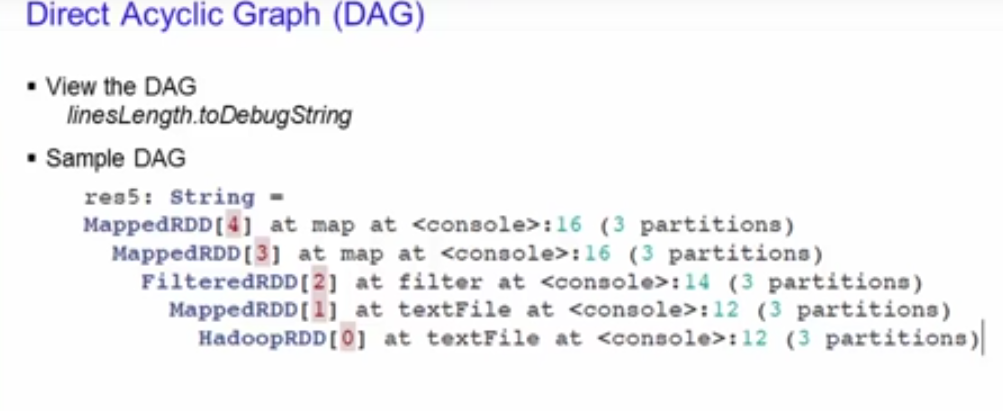 Direct Acyclic Graph (DAG)
▪ View the DAG
linesLength.toDebugString
▪ Sample DAG
res5: String =
MappedRDD[4] at map at <console>:16 (3 partitions)
MappedRDD[3] at map at <console>:16 (3 partitions)
FilteredRDD[2] at filter at <console>:14 (3 partitions)
MappedRDD[1] at textFile at <console>:12 (3 partitions)
HadoopRDD[0] at textFile at <console>:12 (3 partitions)